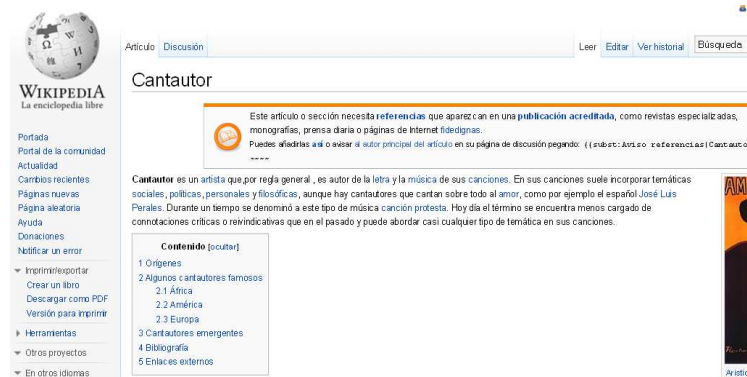 Artículo Discusión Leer Editar Ver historial Búsqueda
WIKIPEDIA
La enciclopedia libre
Portada
Portal de la comunidad
Actualidad
Cambios recientes
Páginas nuevas
Página aleatoria
Ayuda
Donaciones
Notificar un error
Imprimir/exportar
Crear un libro
Descargar como PDF
Versión para imprimir
Herramientas
Otros proyectos
En otros idiomas
Cantautor
Este artículo o sección necesita referencias que aparezcan en una publicación acreditada, como revistas especializadas,
monografías, prensa diaria o páginas de Internet fidedignas.
Puedes añadirlas así o avisar al autor principal del artículo en su página de discusión pegando: {{subst:Aviso referencias|Cantauto
~~~~
Cantautor es un artista que,por regla general , es autor de la letra y la música de sus canciones. En sus canciones suele incorporar temáticas
sociales, políticas, personales y filosóficas, aunque hay cantautores que cantan sobre todo al amor, como por ejemplo el español José Luis
Perales. Durante un tiempo se denominó a este tipo de música canción protesta. Hoy día el término se encuentra menos cargado de
connotaciones críticas o reivindicativas que en el pasado y puede abordar casi cualquier tipo de temática en sus canciones.
Contenido [ocultar]
1 Orígenes
2 Algunos cantautores famosos
2.1 África
2.2 América
2.3 Europa
3 Cantautores emergentes
4 Bibliografía
5 Enlaces externos
AM
Aristic